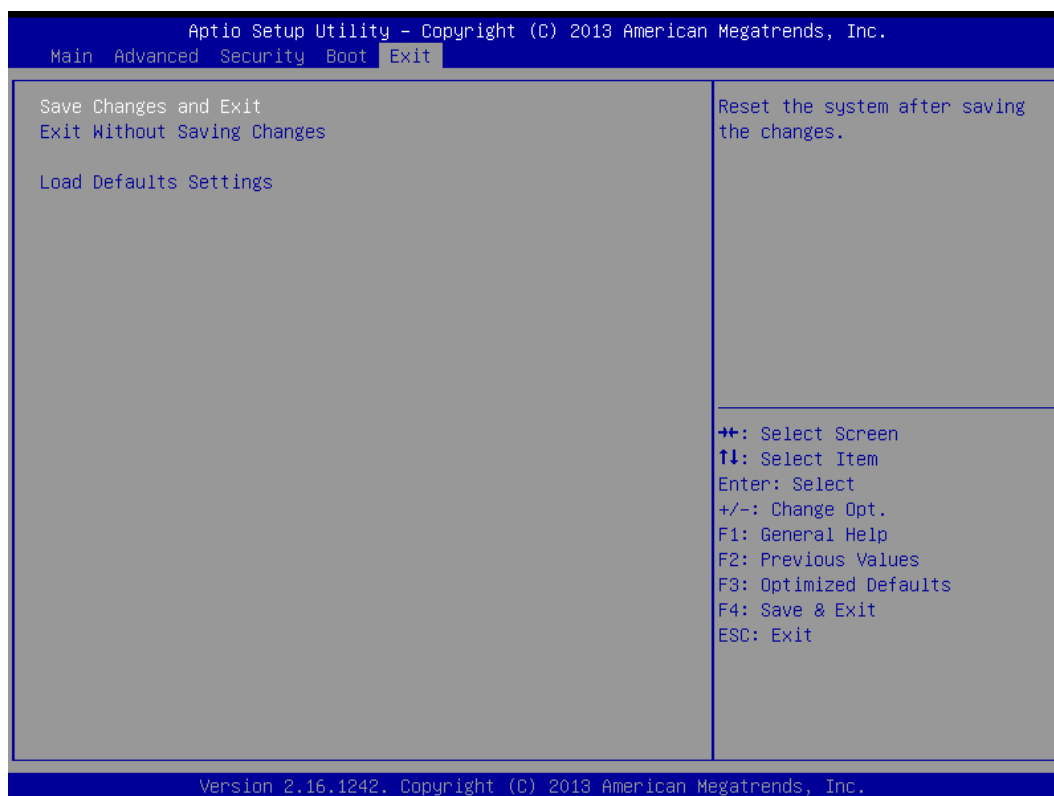 Aptio Setup Utility – Copyright (C) 2013 American Megatrends, Inc.
Main Advanced Security Boot Exit
Save Changes and Exit
Exit Without Saving Changes
Load Defaults Settings
Reset the system after saving
the changes.
→←: Select Screen
↑↓: Select Item
Enter: Select
+/-: Change Opt.
F1: General Help
F2: Previous Values
F3: Optimized Defaults
F4: Save & Exit
ESC: Exit
Version 2.16.1242. Copyright (C) 2013 American Megatrends, Inc.